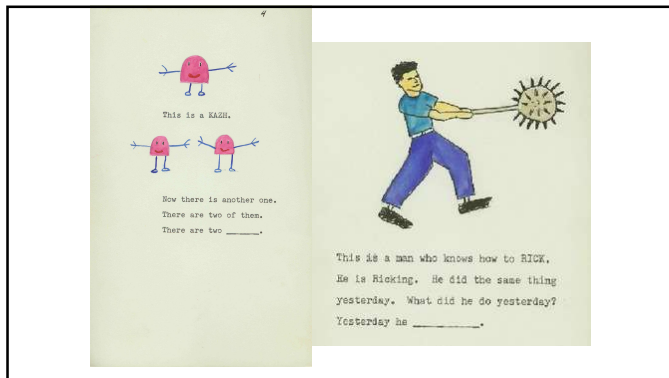 4
This is a KAZH.
Now there is another one.
There are two of them.
There are two ________.
This is a man who knows how to RICK.
He is Ricking. He did the same thing
yesterday. What did he do yesterday?
Yesterday he __________.